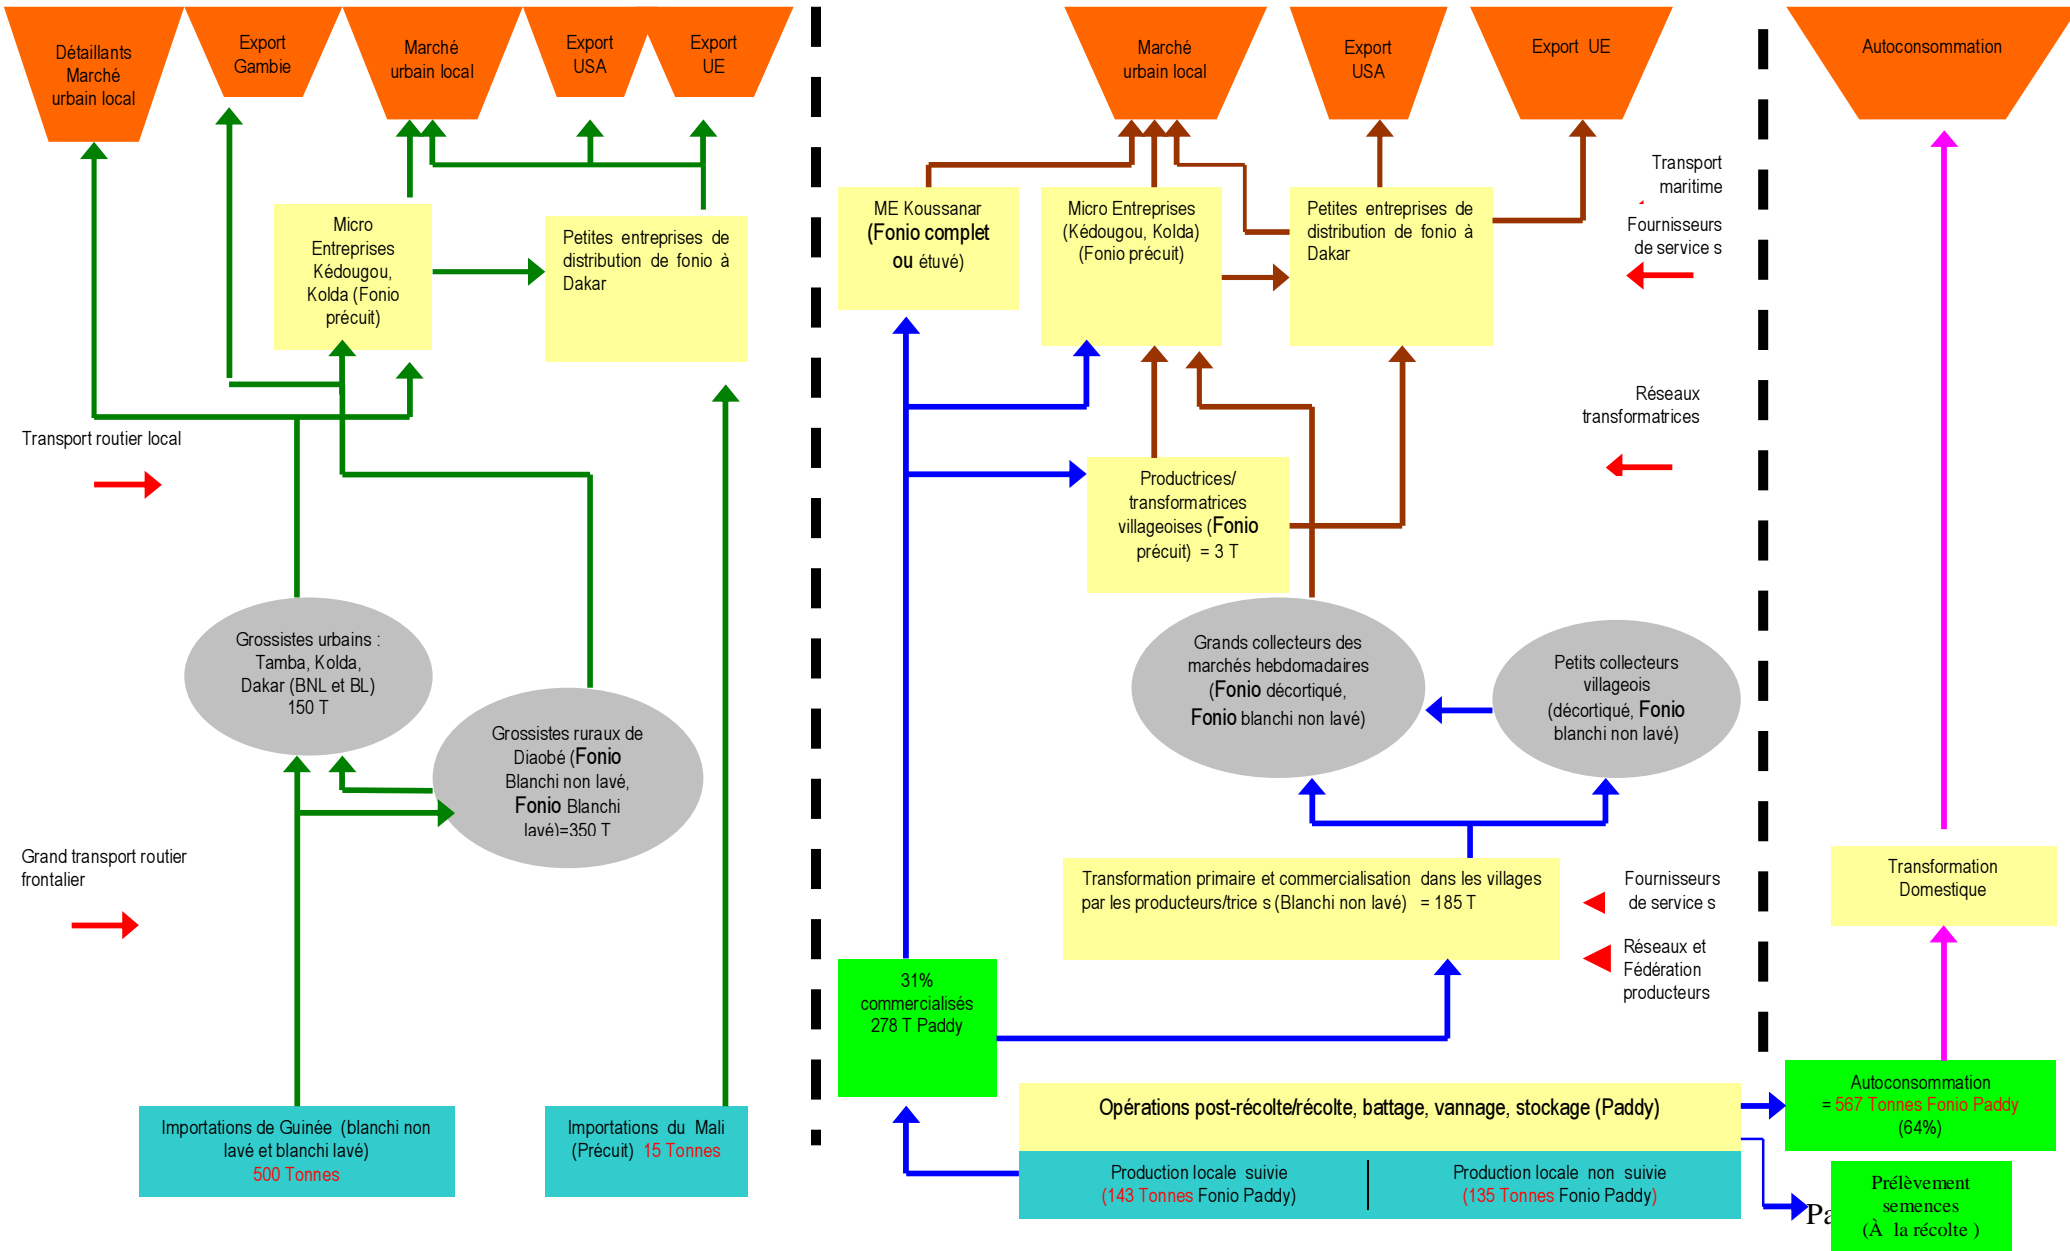 Détaillants
Marché
urbain local
Export
Gambie
Marché
urbain local
Export
USA
Export
UE
Marché
urbain local
Export
USA
Export UE
Autoconsommation
Micro
Entreprises
Kédougou,
Kolda (Fonio
précuit)
Petites entreprises de
distribution de fonio à
Dakar
ME Koussanar
(Fonio complet
ou étuvé)
Micro Entreprises
(Kédougou, Kolda)
(Fonio précuit)
Petites entreprises de
distribution de fonio à
Dakar
Transport
maritime
Fournisseurs
de service s
Réseaux
transformatrices
Transport routier local
Productrices/
transformatrices
villageoises (Fonio
précuit) = 3 T
Grossistes urbains :
Tamba, Kolda,
Dakar (BNL et BL)
150 T
Grossistes ruraux de
Diaobé (Fonio
Blanchi non lavé,
Fonio Blanchi
lavé)=350 T
Grands collecteurs des
marchés hebdomadaires
(Fonio décortiqué,
Fonio blanchi non lavé)
Petits collecteurs
villageois
(décortiqué, Fonio
blanchi non lavé)
Grand transport routier
frontalier
Transformation primaire et commercialisation dans les villages
par les producteurs/trice s (Blanchi non lavé) = 185 T
Fournisseurs
de service s
Réseaux et
Fédération
producteurs
Transformation
Domestique
31%
commercialisés
278 T Paddy
Importations de Guinée (blanchi non
lavé et blanchi lavé)
500 Tonnes
Importations du Mali
(Précuit) 15 Tonnes
Opérations post-récolte/récolte, battage, vannage, stockage (Paddy)
Production locale suivie
(143 Tonnes Fonio Paddy)
Production locale non suivie
(135 Tonnes Fonio Paddy)
Autoconsommation
= 567 Tonnes Fonio Paddy
(64%)
Prélèvement
semences
(À la récolte )